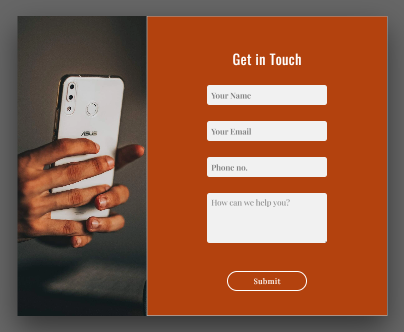 ASUS
Get in Touch
Your Name
Your Email
Phone no.
How can we help you?
Submit